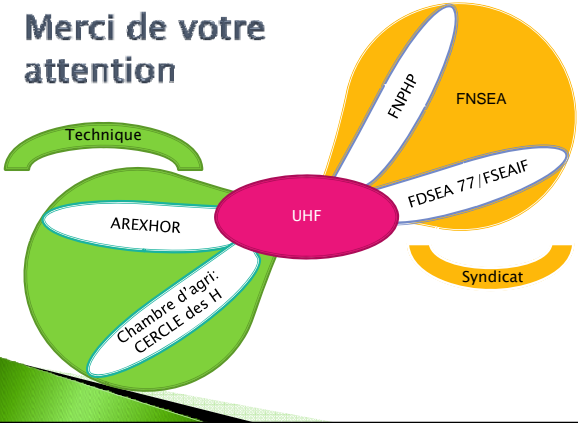 Merci de votre
attention
Technique
FNPHP
FNSEA
FDSEA 77/FSEAIF
UHF
AREXHOR
Chambre d'agri:
CERCLE des H
Syndicat